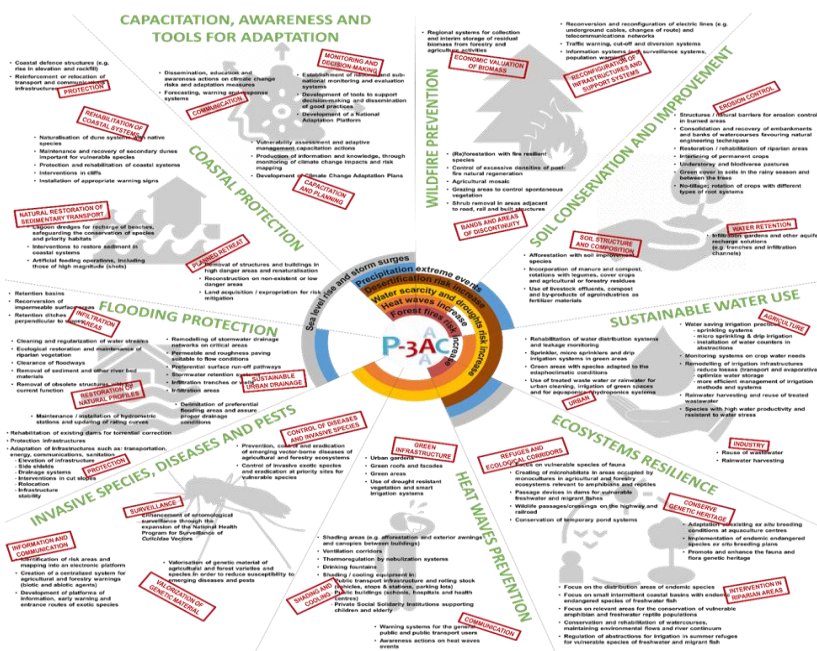 CAPACITATION, AWARENESS AND
TOOLS FOR ADAPTATION
MONITORING AND
DECISION-MAKING
• Dissemination, education and
awareness actions on climate change
risks and adaptation measures
• Forecasting, warning and response
systems
COMMUNICATION
• Establishment of national and sub-
national monitoring and evaluation
systems
• Development of tools to support
decision-making and dissemination
of good practices
• Development of a National
Adaptation Platform
• Vulnerability assessment and adaptive
management capacitation actions
• Production of information and knowledge, through
monitoring of climate change impacts and risk
mapping
• Development of Climate Change Adaptation Plans
CAPACITATION
AND PLANNING
COASTAL PROTECTION
• Coastal defence structures (e.g.
rise in elevation and rockfill)
• Reinforcement or relocation of
transport and communications
infrastructures
PROTECTION
REHABILITATION OF
COASTAL SYSTEMS
• Naturalisation of dune systems with native
species
• Maintenance and recovery of secondary dunes
important for vulnerable species
• Protection and rehabilitation of coastal systems
• Interventions in cliffs
• Installation of appropriate warning signs
NATURAL RESTORATION OF
SEDIMENTARY TRANSPORT
• Lagoon dredges for recharge of beaches,
safeguarding the conservation of species
and priority habitats
• Interventions to restore sediment in
coastal systems
• Artificial feeding operations, including
those of high magnitude (shots)
PLANNED RETREAT
• Removal of structures and buildings in
high danger areas and renaturalisation
• Reconstruction on non-existent or low
danger areas
• Land acquisition / expropriation for risk
mitigation
WILDFIRE PREVENTION
• Regional systems for collection
and interim storage of residual
biomass from forestry and
agriculture activities
ECONOMIC VALUATION
OF BIOMASS
• Reconversion and reconfiguration of electric lines (e.g.
underground cables, changes of route) and
telecommunications networks
• Traffic warning, cut-off and diversion systems
• Information systems (e.g. surveillance systems,
population warning)
RECONFIGURATION OF
INFRASTRUCTURES AND
SUPPORT SYSTEMS
• (Re)forestation with fire resilient
species
• Control of excessive densities of post-
fire natural regeneration
• Agricultural mosaic
• Grazing areas to control spontaneous
vegetation
• Shrub removal in areas adjacent
to road, rail and built structures
BANDS AND AREAS
OF DISCONTINUITY
SOIL CONSERVATION AND IMPROVEMENT
EROSION CONTROL
• Structures / natural barriers for erosion control
in burned areas
• Consolidation and recovery of embankments
and banks of watercourses favouring natural
engineering techniques
• Restoration / rehabilitation of riparian areas
• Interlining of permanent crops
• Understorey and biodiverse pastures
• Green cover in soils in the rainy season and
between the trees
• No-tillage; rotation of crops with different
types of root systems
WATER RETENTION
• Infiltration gardens and other aquifer
recharge solutions
(e.g trenches and infiltration
channels)
SOIL STRUCTURE
AND COMPOSITION
• Afforestation with soil improvement
species
• Incorporation of manure and compost,
rotations with legumes, cover crops
and agricultural or forestry residues
• Use of livestock effluents, compost
and by-products of agroindustries as
fertilizer materials
Sea level rise and storm surges
Precipitation extreme events
Desertification risk increase
Water scarcity and droughts risk increase
Heat waves increase
Forest fires risk increase
P-3AC
FLOODING PROTECTION
• Retention basins
• Reconversion of
impermeable surface areas
• Retention ditches
perpendicular to slopes
INFILTRATION
AREAS
• Clearing and regularization of water streams
• Ecological restoration and maintenance of
riparian vegetation
• Clearance of floodways
• Removal of sediment and other river bed
materials
• Removal of obsolete structures without
current function
RESTORATION OF
NATURAL PROFILES
• Remodelling of stormwater drainage
networks on critical areas
• Permeable and roughness paving
suitable to flow conditions
• Preferential surface run-off pathways
• Stormwater retention systems
• Infiltration trenches or wells
• Infiltration areas
SUSTAINABLE
URBAN DRAINAGE
• Delimitation of preferential
flooding areas and assure
proper drainage
conditions
• Maintenance / installation of hydrometric
stations and updating of rating curves
• Rehabilitation of existing dams for torrential correction
• Protection infrastructures
• Adaptation of infrastructures such as: transportation,
energy, communications, sanitation
- Elevation of infrastructure
- Side shields
- Drainage systems
- Interventions in cut slopes
- Relocation
- Infrastructure
stability
PROTECTION
SUSTAINABLE WATER USE
AGRICULTURE
• Water saving irrigation practices
- sprinkling systems
- micro sprinkling & drip irrigation
- installation of water counters in
abstractions
• Monitoring systems on crop water needs
• Remodelling of irrigation infrastructures
- reduce losses (transport and evaporation)
optimize water storage
- more efficient management of irrigation
methods and systems
• Rainwater harvesting and reuse of treated
wastewater
• Species with high water productivity and
resistant to water stress
• Rehabilitation of water distribution systems
and leakage monitoring
• Sprinkler, micro sprinklers and drip
irrigation systems in green areas
• Green areas with species adapted to the
edaphoclimatic conditions
• Use of treated waste water or rainwater for
urban cleaning, irrigation of green spaces
and for aquaponics/hydroponics systems
URBAN
INDUSTRY
• Reuse of wastewater
• Rainwater harvesting
INVASIVE SPECIES, DISEASES AND PESTS
CONTROL OF DISEASES
AND INVASIVE SPECIES
• Prevention, control and eradication
of emerging vector-borne diseases of
agricultural and forestry ecosystems
• Control of invasive exotic species
and eradication at priority sites for
vulnerable species
SURVEILLANCE
• Enhancement of entomological
surveillance through the
expansion of the National Health
Program for Surveillance of
Culicidae Vectors
INFORMATION AND
COMMUNICATION
• Identification of risk areas and
mapping into an electronic platform
• Creation of a centralized system for
agricultural and forestry warnings
(biotic and abiotic agents)
• Development of platforms of
information, early warning and
entrance routes of exotic species
• Valorisation of genetic material of
agricultural and forest varieties and
species in order to reduce susceptibility to
emerging diseases and pests
VALORIZATION OF
GENETIC MATERIAL
HEAT WAVES PREVENTION
GREEN
INFRASTRUCTURE
• Urban gardens
• Green roofs and facades
• Green areas
• Use of drought resistant
vegetation and smart
irrigation systems
• Shading areas (e.g. afforestation and exterior awnings
and canopies between buildings)
• Ventilation corridors
• Thermoregulation by nebulization systems
• Drinking fountains
• Shading / cooling equipment in:
- Public transport infrastructure and rolling stock
(vehicles, stops & stations, parking lots)
- Public buildings (schools, hospitals and health
centres)
- Private Social Solidarity Institutions supporting
children and elderly
SHADING AND
COOLING
COMMUNICATION
• Warning systems for the general
public and public transport users
• Awareness actions on heat waves
events
ECOSYSTEMS RESILIENCE
REFUGES AND
ECOLOGICAL CORRIDORS
• Focus on vulnerable species of fauna
• Creating of microhabitats in areas occupied by
monocultures in agricultural and forestry
ecosystems relevant to amphibians and reptiles
• Passage devices in dams for vulnerable
freshwater and migrant fishes
• Wildlife passages/crossings on the highway and
railroad
• Conservation of temporary pond systems
CONSERVE
GENETIC HERITAGE
• Adaptation of existing ex situ breeding conditions
at aquaculture centres
• Implementation of endemic endangered
species ex situ breeding plans
• Promote and enhance the fauna and
flora genetic heritage
INTERVENTION IN
RIPARIAN AREAS
• Focus on the distribution areas of endemic species
• Focus on small intermittent coastal basins with endemic
endangered species of freshwater fish
• Focus on relevant areas for the conservation of vulnerable
amphibian and freshwater reptile populations
• Conservation and rehabilitation of watercourses,
maintaining environmental flows and river continuum
• Regulation of abstractions for irrigation in summer refuges
for vulnerable species of freshwater and migrant fish